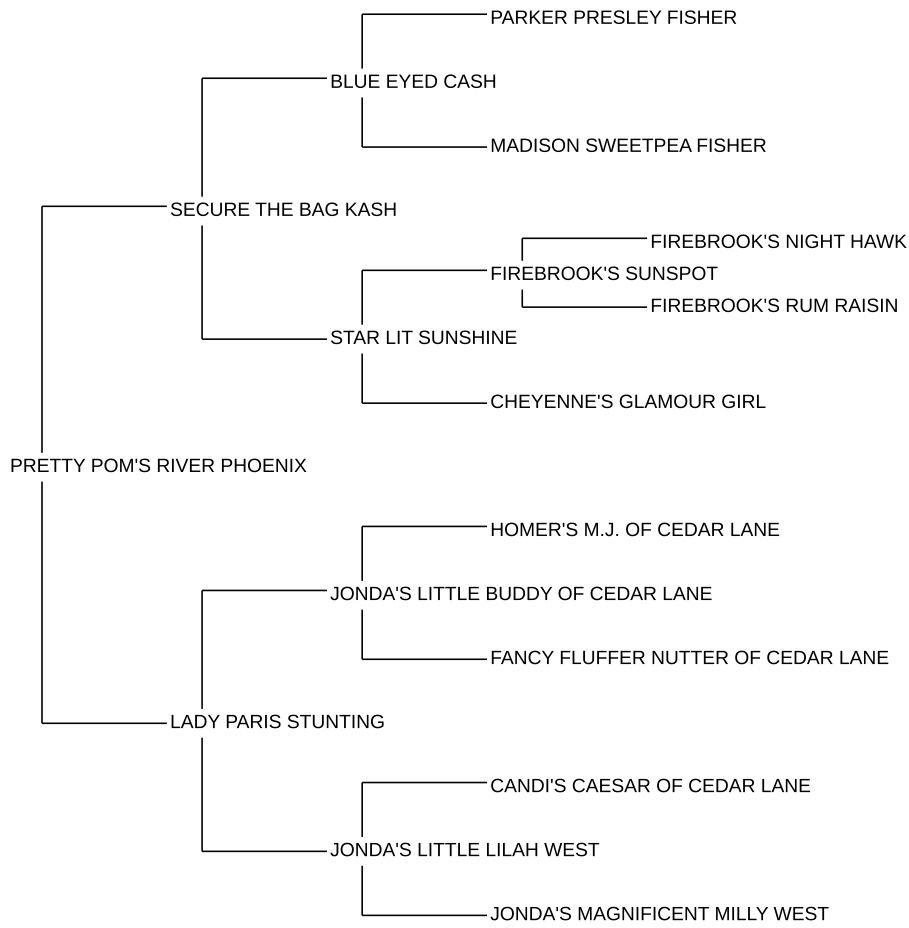 PARKER PRESLEY FISHER
BLUE EYED CASH
MADISON SWEETPEA FISHER
SECURE THE BAG KASH
FIREBROOK'S NIGHT HAWK
FIREBROOK'S SUNSPOT
FIREBROOK'S RUM RAISIN
STAR LIT SUNSHINE
CHEYENNE'S GLAMOUR GIRL
PRETTY POM'S RIVER PHOENIX
HOMER'S M.J. OF CEDAR LANE
JONDA'S LITTLE BUDDY OF CEDAR LANE
FANCY FLUFFER NUTTER OF CEDAR LANE
LADY PARIS STUNTING
CANDI'S CAESAR OF CEDAR LANE
JONDA'S LITTLE LILAH WEST
JONDA'S MAGNIFICENT MILLY WEST